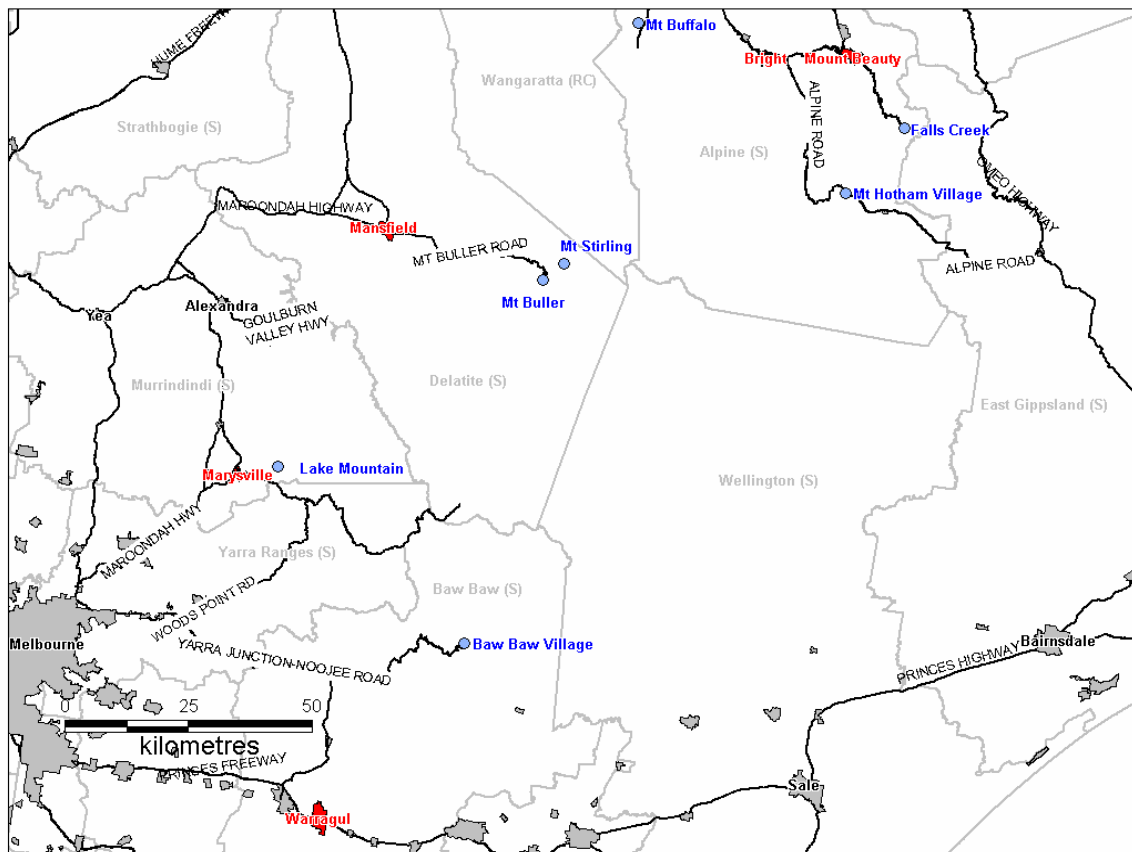 HUME FREEW
Mt Buffalo
Bright
Mount Beauty
Wangaratta (RC)
ALPINE ROAD
Strathbogie (S)
Falls Creek
Alpine (S)
OMEO HIGHWAY
Mt Hotham Village
MAROONDAH HIGHWAY
Mansfield
MT BULLER ROAD
Mt Stirling
ALPINE ROAD
Mt Buller
Alexandra
Yea
GOULBURN
VALLEY HWY
Murrindindi (S)
Delatite (S)
East Gippsland (S)
Marysville
Lake Mountain
Wellington (S)
MAROONDAH HWY
Yarra Ranges (S)
Baw Baw (S)
WOODS POINT RD
Melbourne
YARRA JUNCTION-NOOJEE ROAD
Baw Baw Village
Bairnsdale
PRINCES HIGHWAY
0 25 50
kilometres
PRINCES FREEWAY
Sale
Warragul